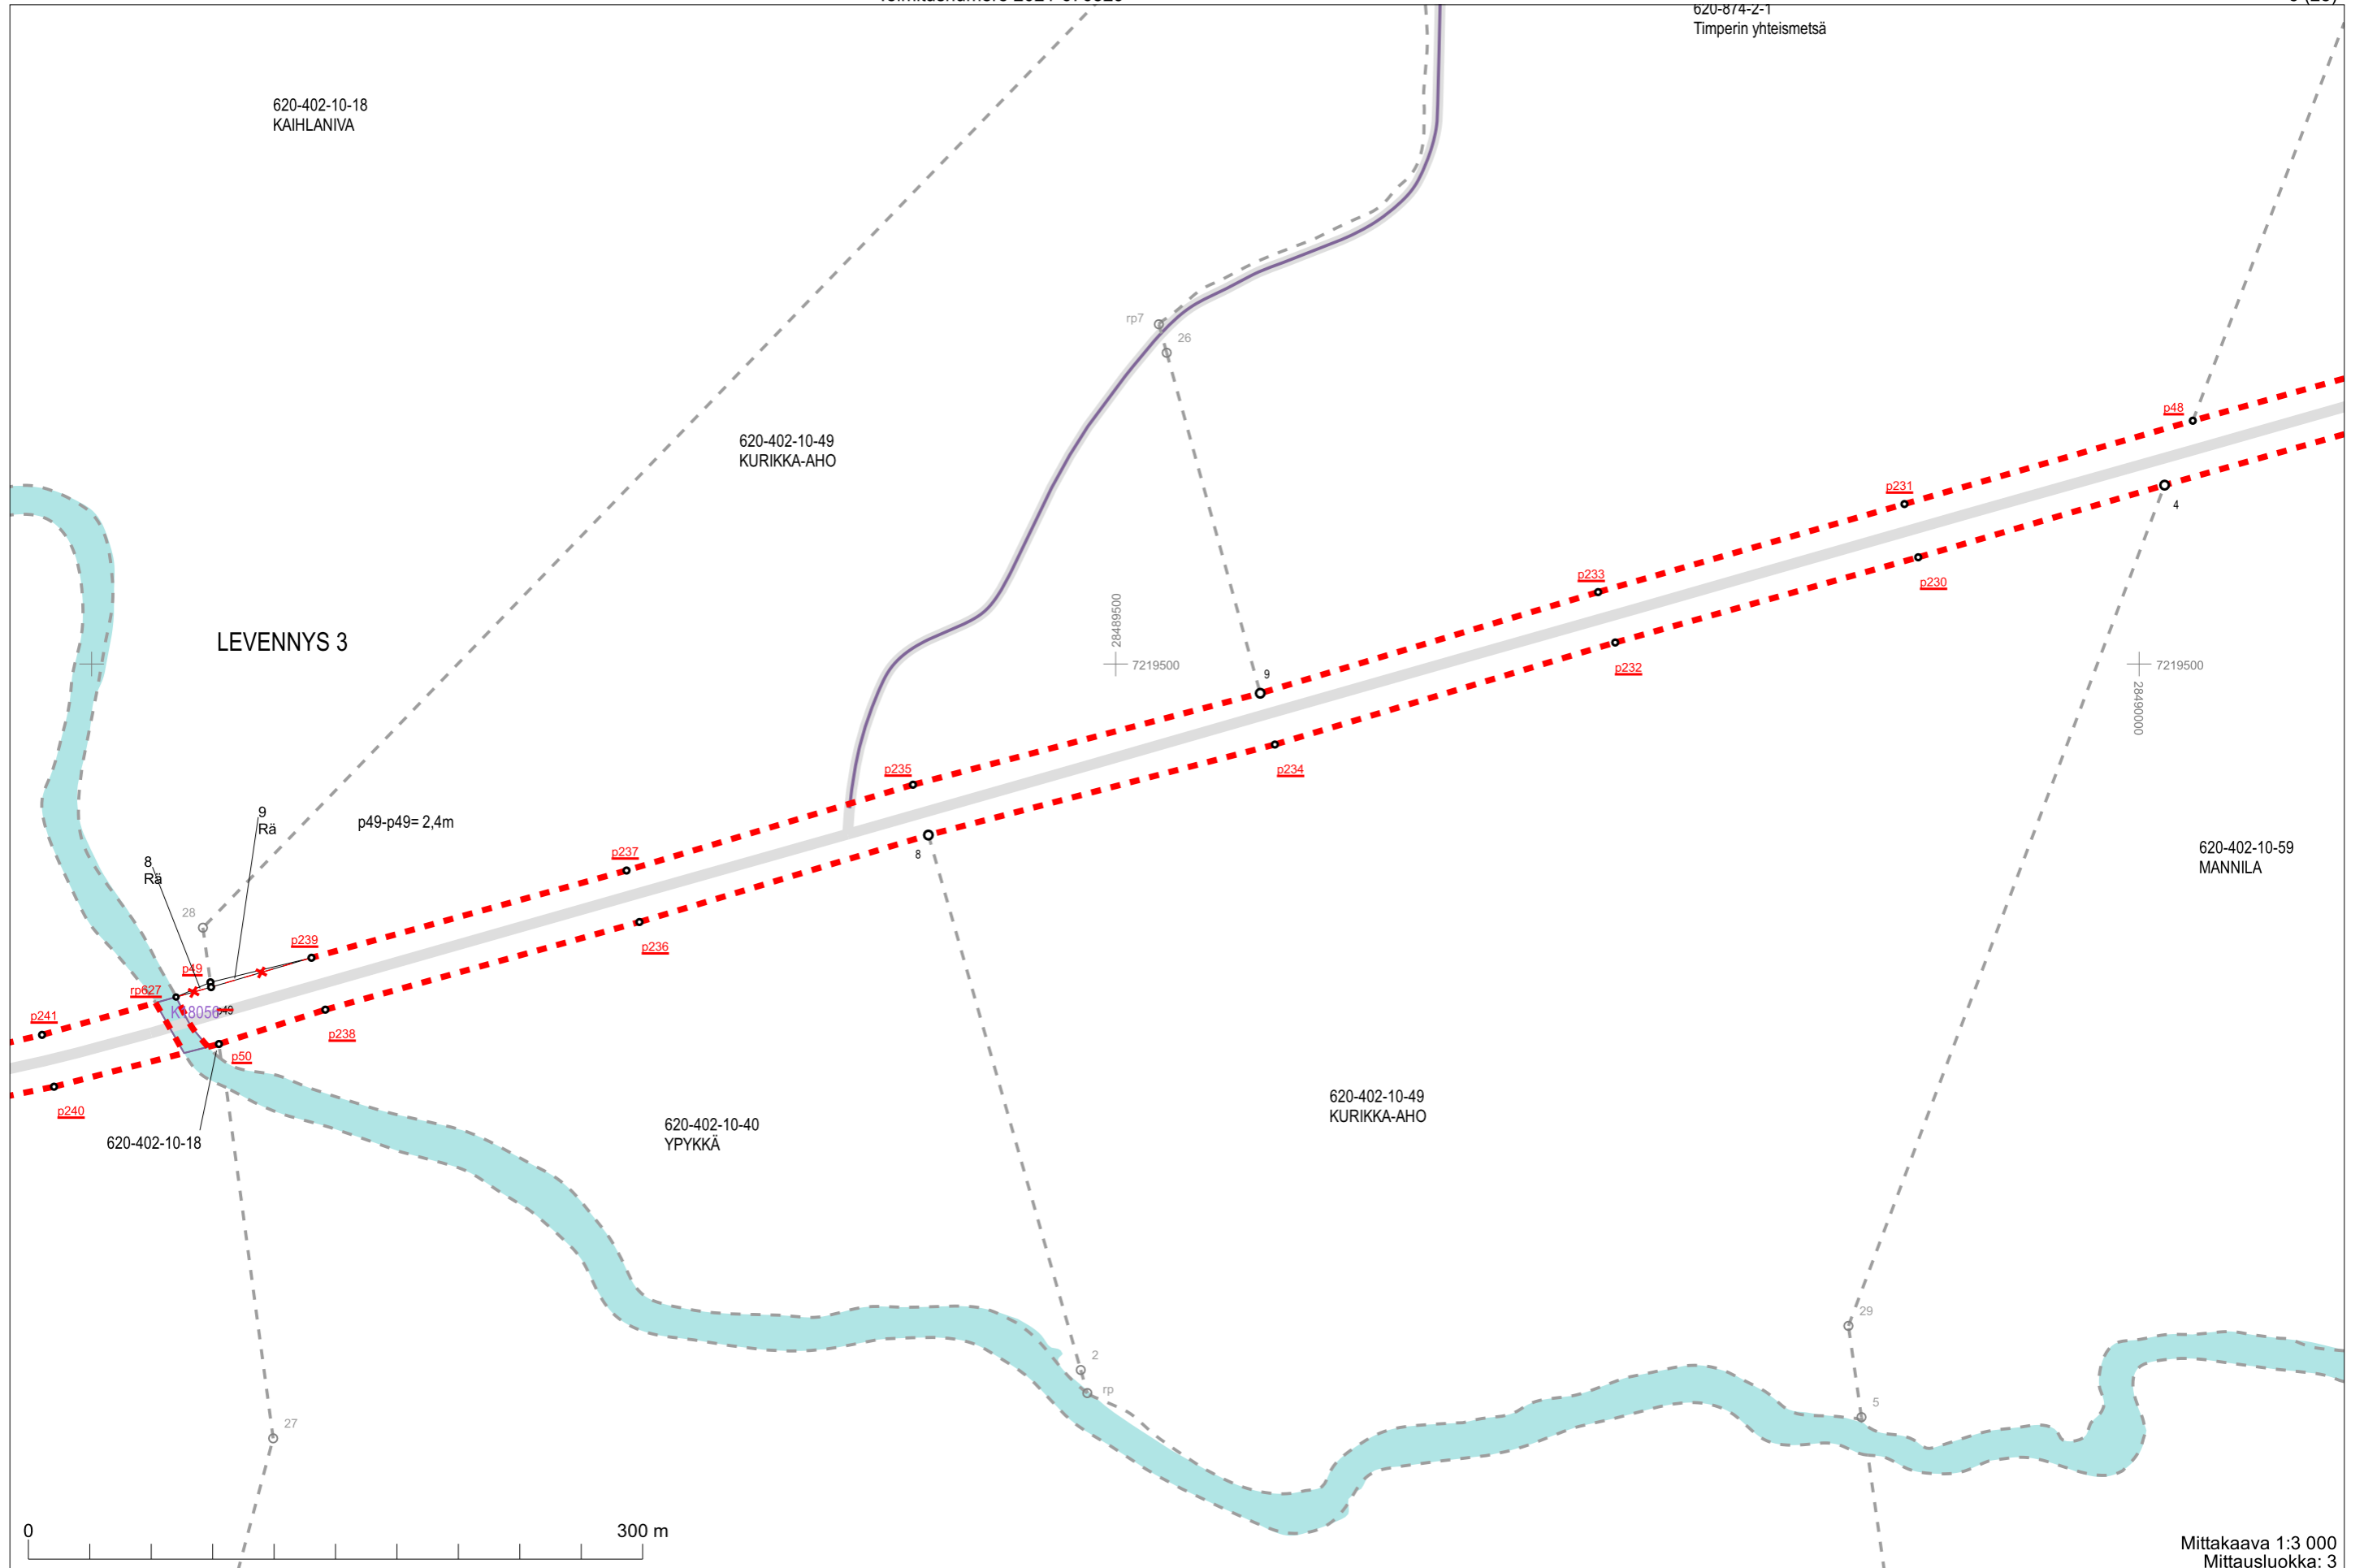 620-874-2-1
Timperin yhteismetsä
620-402-10-18
KAIHLANIVA
rp7
26
p48
620-402-10-49
KURIKKA-AHO
p231
4
p233
p230
28489500
7219500
7219500
28490000
LEVENNYS 3
9
p232
p235
p234
9
Rä
p49-p49= 2,4m
8
Rä
p237
8
620-402-10-59
MANNILA
28
p239
p236
p49
rp627
p49
p241
p238
p50
p240
620-402-10-49
KURIKKA-AHO
620-402-10-40
YPYKKÄ
620-402-10-18
29
2
rp
5
27
0
300 m
Mittakaava 1:3 000
Mittausluokka: 3